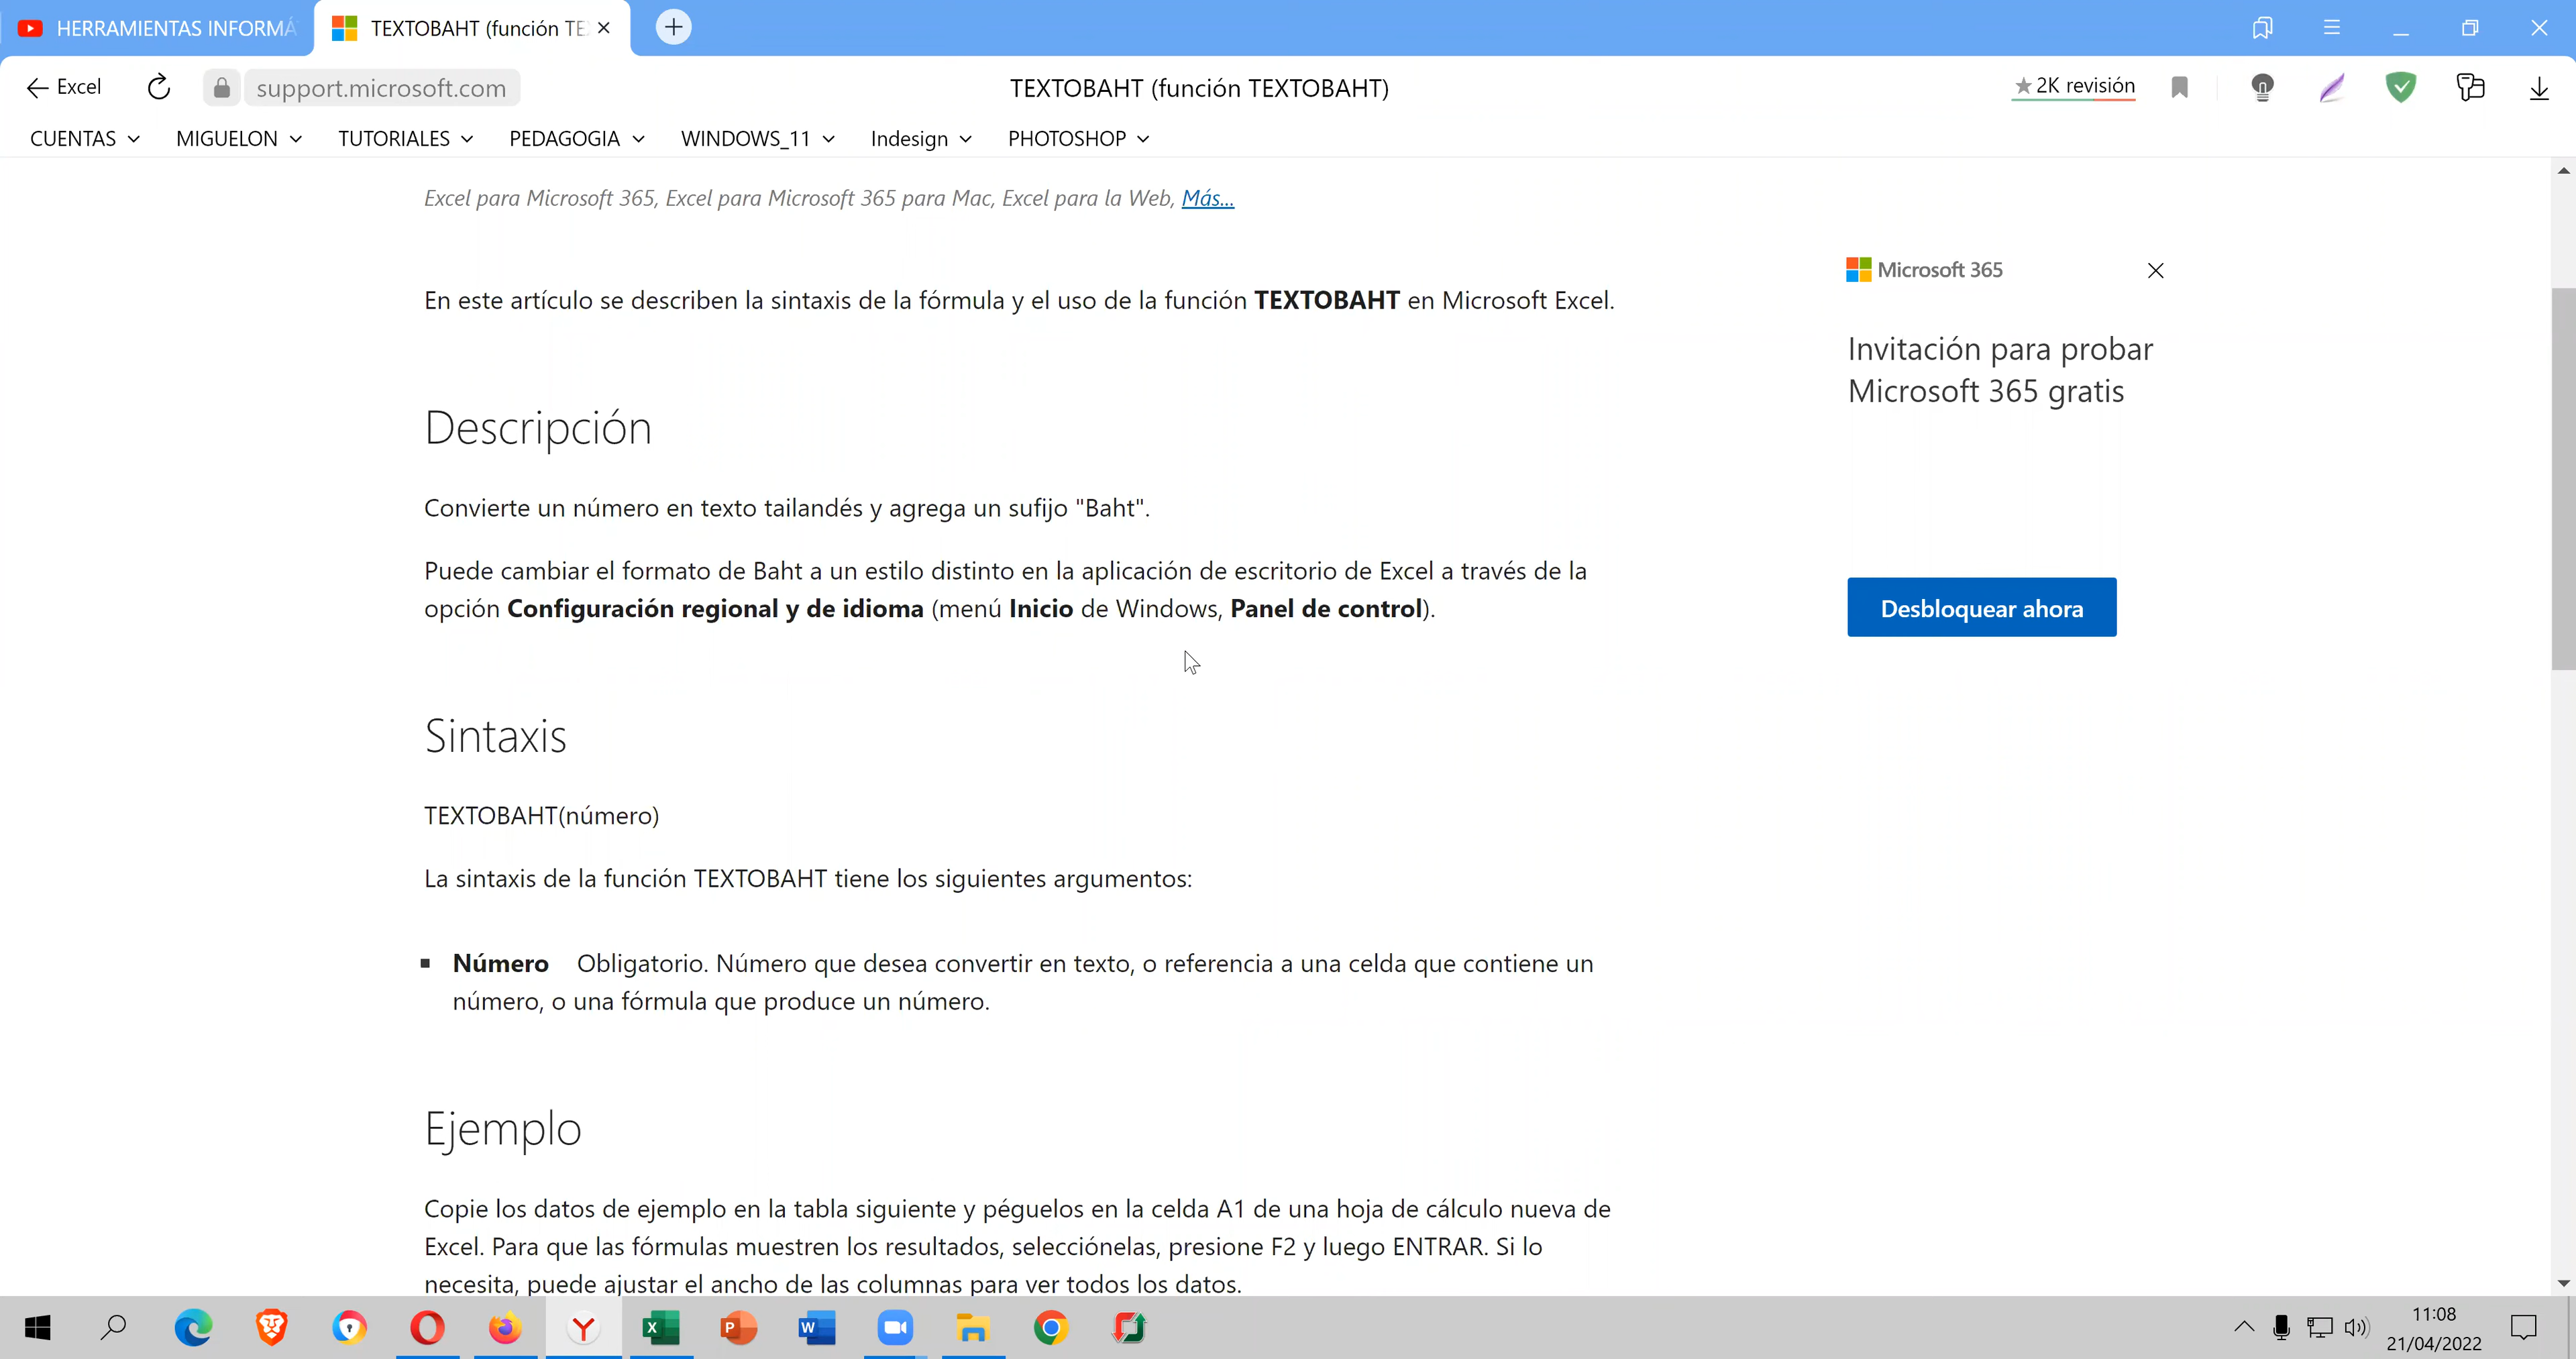 HERRAMIENTAS INFORMÁ
TEXTOBAHT (función TE
Excel
support.microsoft.com
TEXTOBAHT (función TEXTOBAHT)
★2K revisión
CUENTAS
MIGUELON
TUTORIALES
PEDAGOGIA
WINDOWS_11
Indesign
PHOTOSHOP
Excel para Microsoft 365, Excel para Microsoft 365 para Mac, Excel para la Web, Más...
En este artículo se describen la sintaxis de la fórmula y el uso de la función TEXTOBAHT en Microsoft Excel.
Descripción
Convierte un número en texto tailandés y agrega un sufijo "Baht".
Puede cambiar el formato de Baht a un estilo distinto en la aplicación de escritorio de Excel a través de la
opción Configuración regional y de idioma (menú Inicio de Windows, Panel de control).
Sintaxis
TEXTOBAHT(número)
La sintaxis de la función TEXTOBAHT tiene los siguientes argumentos:
■ Número Obligatorio. Número que desea convertir en texto, o referencia a una celda que contiene un
número, o una fórmula que produce un número.
Ejemplo
Copie los datos de ejemplo en la tabla siguiente y péguelos en la celda A1 de una hoja de cálculo nueva de
Excel. Para que las fórmulas muestren los resultados, selecciónelas, presione F2 y luego ENTRAR. Si lo
necesita, puede ajustar el ancho de las columnas para ver todos los datos.
Microsoft 365
Invitación para probar
Microsoft 365 gratis
Desbloquear ahora
11:08
21/04/2022